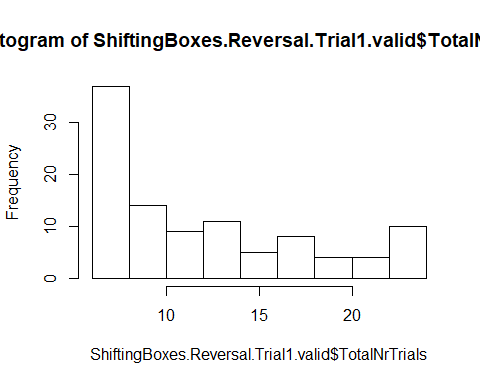 togram of ShiftingBoxes.Reversal.Trial1.valid$TotalN
Frequency
30
20
10
0
10 15 20
ShiftingBoxes.Reversal.Trial1.valid$TotalNrTrials